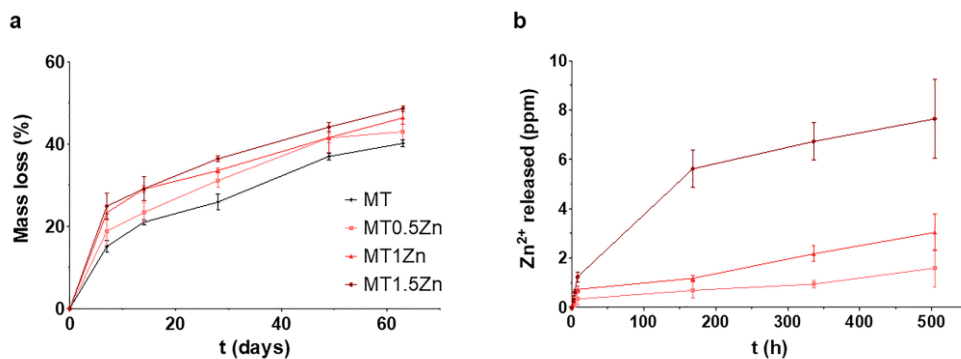 a
60
40
20
0
Mass loss (%)
0 20 40 60
t (days)
MT
MT0.5Zn
MT1Zn
MT1.5Zn
b
10
8
6
4
2
0
Zn²⁺ released (ppm)
0 100 200 300 400 500
t (h)